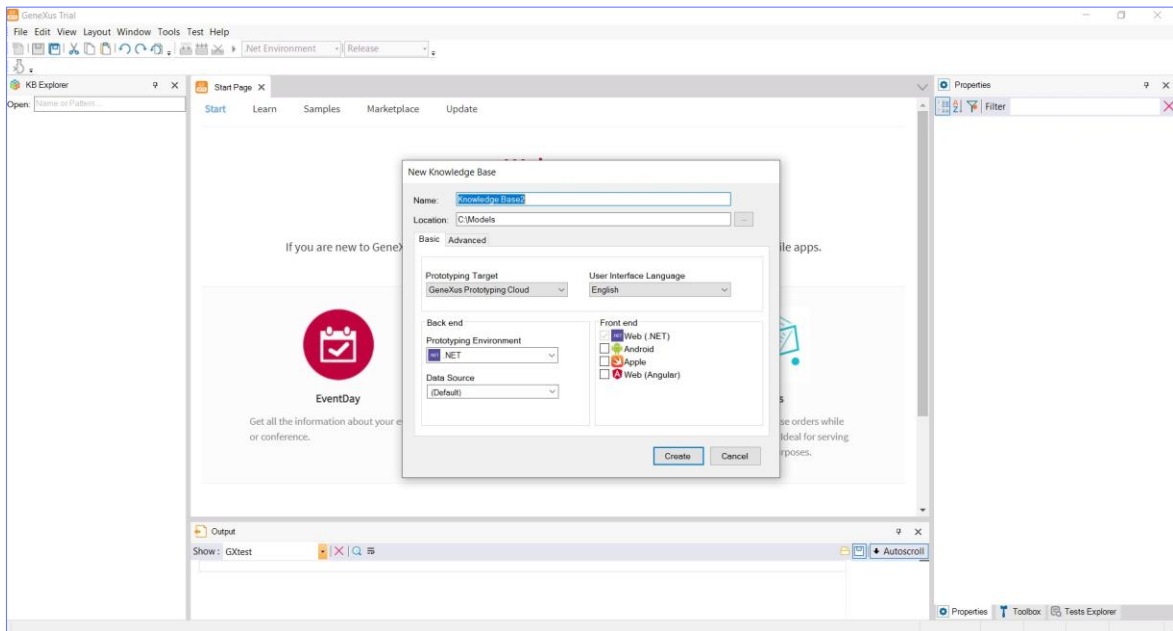 GeneXus Trial
File Edit View Layout Window Tools Test Help
.Net Environment Release
KB Explorer
Open: Name or Pattern ...
Start Page
Start Learn Samples Marketplace Update
If you are new to GeneX
ile apps.
EventDay
Get all the information about your e
or conference.
s
se orders while
Ideal for serving
rposes.
New Knowledge Base
Name: Knowledge Base2
Location: C:\Models
...
Basic Advanced
Prototyping Target
GeneXus Prototyping Cloud
User Interface Language
English
Back end
Prototyping Environment
.NET
Data Source
(Default)
Front end
Web (.NET)
Android
Apple
Web (Angular)
Create Cancel
Output
Show: GXtest
Autoscroll
Properties
Filter
Properties Toolbox Tests Explorer